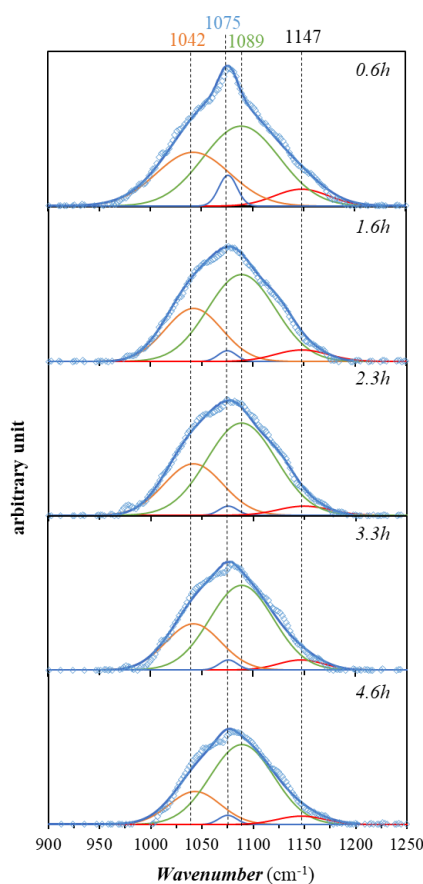 1075
1042 1089 1147
0.6h
1.6h
2.3h
3.3h
4.6h
arbitrary unit
900 950 1000 1050 1100 1150 1200 1250
Wavenumber (cm⁻¹)